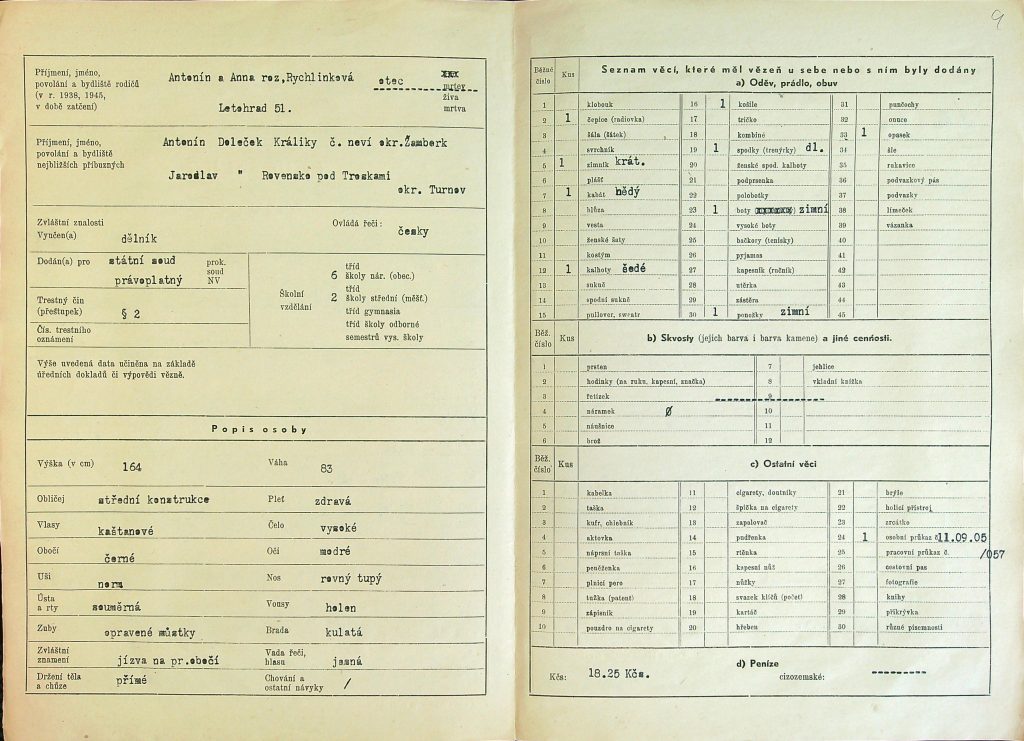 9
Příjmení, jméno,
povolání a bydliště rodičů
(v r. 1938, 1945,
v době zatčení)
Antonín a Anna roz,Rychlinková
otec
mrtev
živa
mrtva
Letohrad 51.
Příjmení, jméno,
povolání a bydliště
nejbližších příbuzných
Antonín Doleček Králíky č. neví okr.Žamberk
Jaroslav " Rovensko pod Troskami
okr. Turnov
Zvláštní znalosti
Vyučen(a) dělník
Ovládá řeči: česky
Dodán(a) pro státní soud
právoplatný
prok.
soud
NV
Trestný čin
(přestupek) § 2
Čís. trestního
oznámení
Školní
vzdělání
tříd
6 školy nár. (obec.)
tříd
2 školy střední (měšť.)
tříd gymnasia
tříd školy odborné
semestrů vys. školy
Výše uvedená data učiněna na základě
úředních dokladů či výpovědi vězně.
Popis osoby
Výška (v cm) 164 Váha 83
Obličej střední konstrukce Pleť zdravá
Vlasy kaštanové Čelo vysoké
Obočí černé Oči modré
Uši norm Nos rovný tupý
Ústa
a rty souměrná Vousy holen
Zuby opravené můstky Brada kulatá
Zvláštní
znamení jízva na pr.obočí
Vada řeči,
hlasu jasná
Držení těla
a chůze přímé
Chování a
ostatní návyky /
Běžné
číslo
Kus
Seznam věcí, které měl vězeň u sebe nebo s ním byly dodány
a) Oděv, prádlo, obuv
1 klobouk 16 1 košile 31 punčochy
2 1 čepice (radiovka) 17 tričko 32 onuce
3 šála (šátek) 18 kombiné 33 1 opasek
4 svrchník 19 1 spodky (trenýrky) dl. 34 šle
5 1 zimník krát. 20 ženské spod. kalhoty 35 rukavice
6 plášť 21 podprsenka 36 podvazkový pás
7 1 kabát hědý 22 polobotky 37 podvazky
8 blůza 23 1 boty zimní 38 límeček
9 vesta 24 vysoké boty 39 vázanka
10 ženské šaty 25 bačkory (tenisky) 40
11 kostým 26 pyjamas 41
12 1 kalhoty šedé 27 kapesník (ročník) 42
13 sukně 28 utěrka 43
14 spodní sukně 29 zástěra 44
15 pullover, sweatr 30 1 ponožky zimní 45
Běž.
číslo
Kus
b) Skvosty (jejich barva i barva kamene) a jiné cennosti.
1 prsten 7 jehlice
2 hodinky (na ruku, kapesní, značka) 8 vkladní knížka
3 řetízek 9
4 náramek Ø 10
5 náušnice 11
6 brož 12
Běž.
číslo
Kus
c) Ostatní věci
1 kabelka 11 cigarety, doutníky 21 brýle
2 taška 12 špička na cigarety 22 holicí přístroj
3 kufr, chlebník 13 zapalovač 23 zrcátko
4 aktovka 14 pudřenka 24 1 osobní průkaz č. 11.09.05
5 náprsní taška 15 rtěnka 25 pracovní průkaz č. /057
6 peněženka 16 kapesní nůž 26 cestovní pas
7 plnicí pero 17 nůžky 27 fotografie
8 tužka (patent) 18 svazek klíčů (počet) 28 knihy
9 zápisník 19 kartáč 29 přikrývka
10 pouzdro na cigarety 20 hřeben 30 různé písemnosti
d) Peníze
Kčs: 18.25 Kčs. cizozemské: